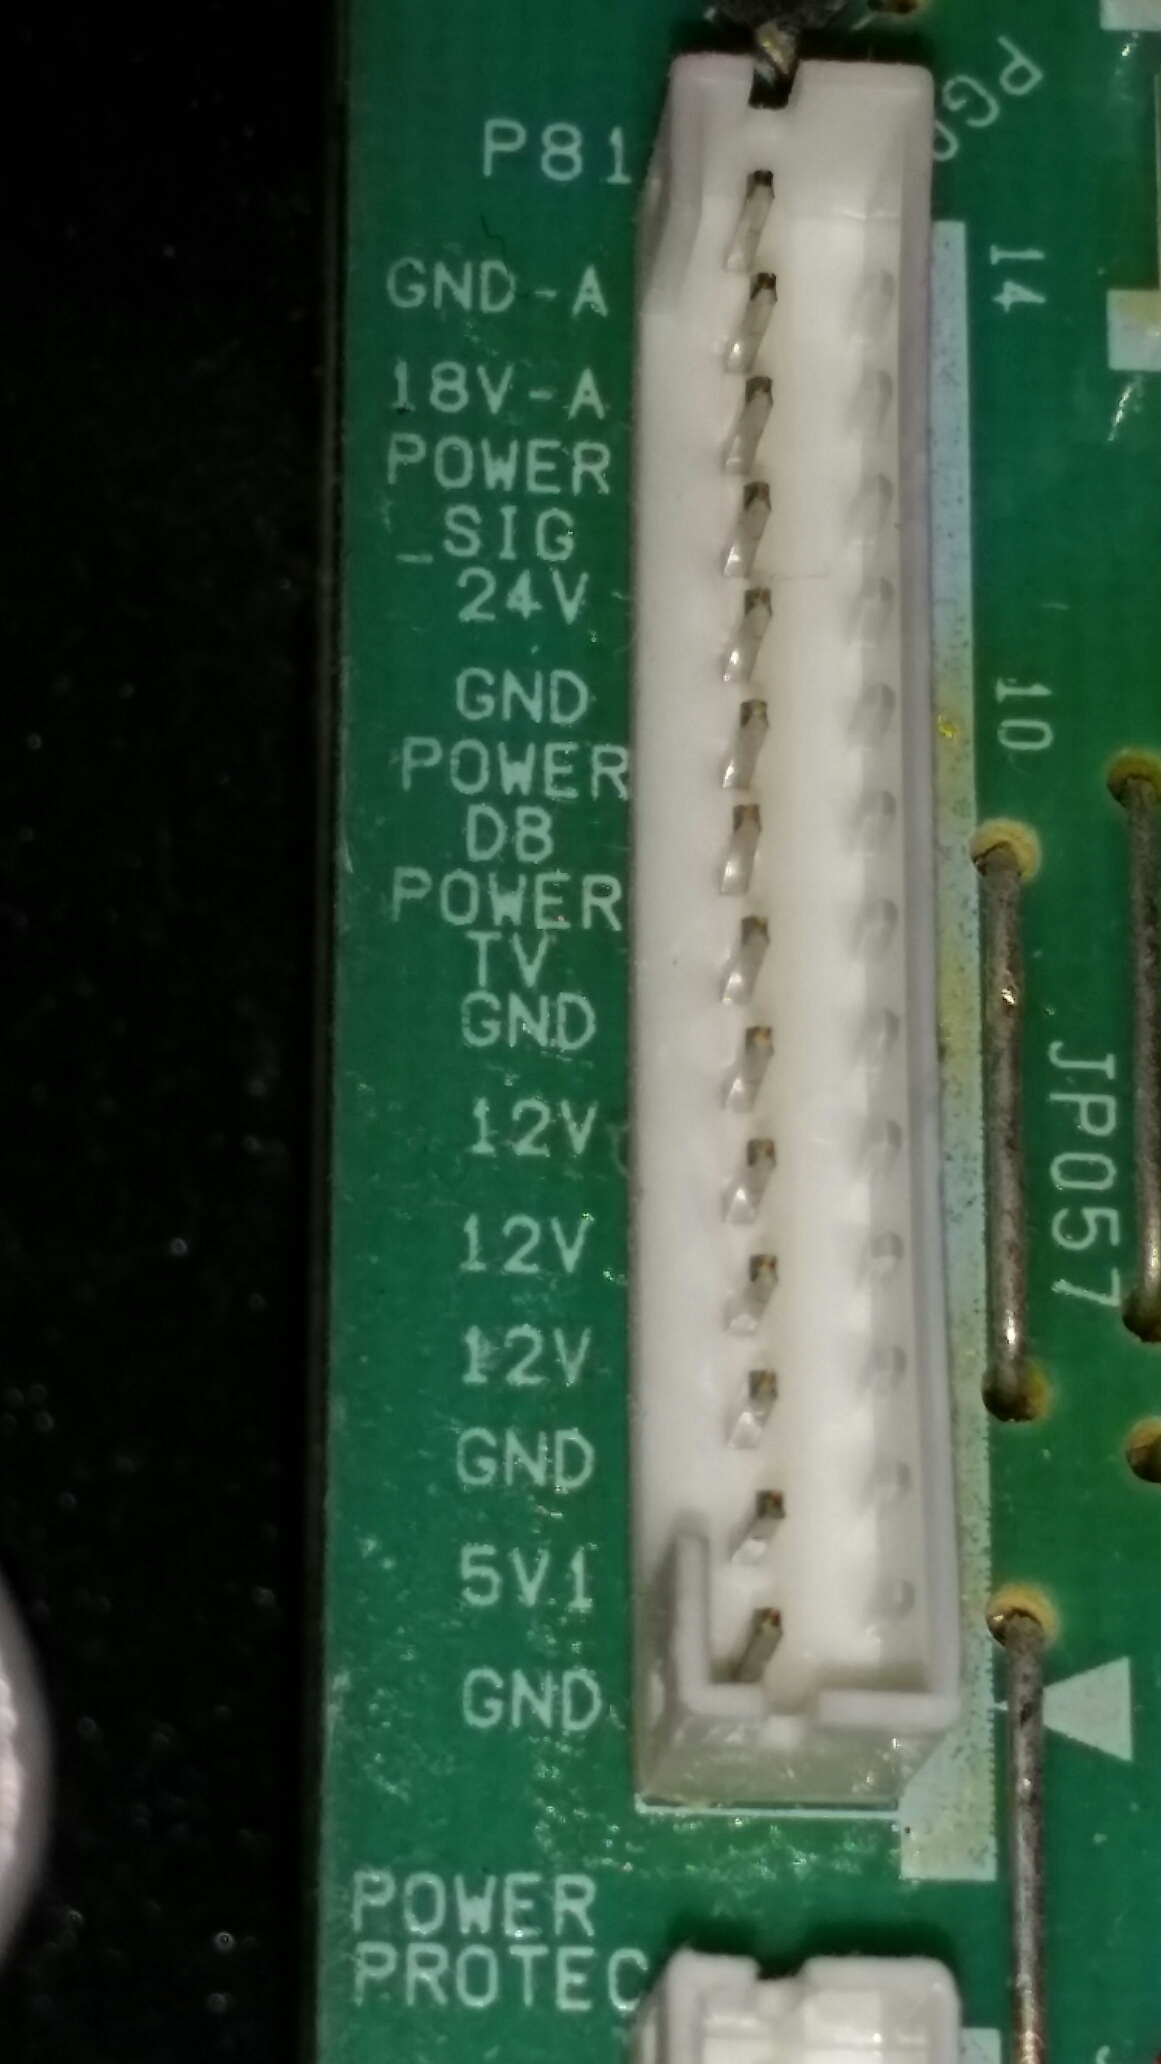 P81
GND-A
14
18V-A
POWER
_SIG
24V
GND
10
POWER
D8
POWER
TV
GND
12V
JP057
12V
12V
GND
5V1
GND
POWER
PROTEC